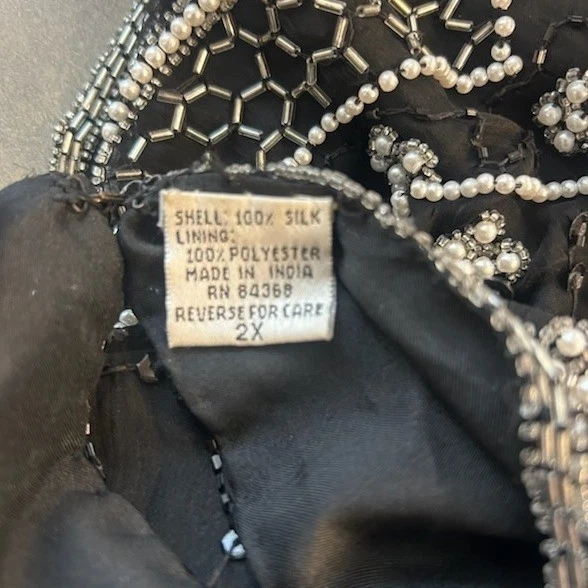 SHELL: 100% SILK
LINING:
100% POLYESTER
MADE IN INDIA
RN 84368
REVERSE FOR CARE
2X